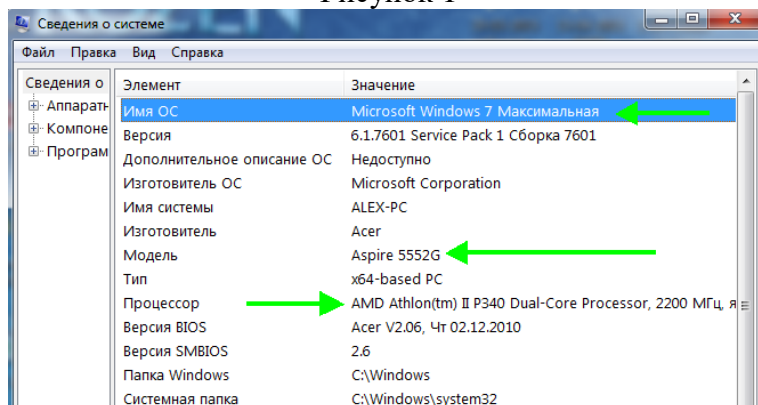 Рисунок 1
Сведения о системе
Файл Правка Вид Справка
Сведения о
Аппаратн
Компоне
Програм
Элемент Значение
Имя ОС Microsoft Windows 7 Максимальная
Версия 6.1.7601 Service Pack 1 Сборка 7601
Дополнительное описание ОС Недоступно
Изготовитель ОС Microsoft Corporation
Имя системы ALEX-PC
Изготовитель Acer
Модель Aspire 5552G
Тип x64-based PC
Процессор AMD Athlon(tm) II P340 Dual-Core Processor, 2200 МГц, я
Версия BIOS Acer V2.06, Чт 02.12.2010
Версия SMBIOS 2.6
Папка Windows C:\Windows
Системная папка C:\Windows\system32